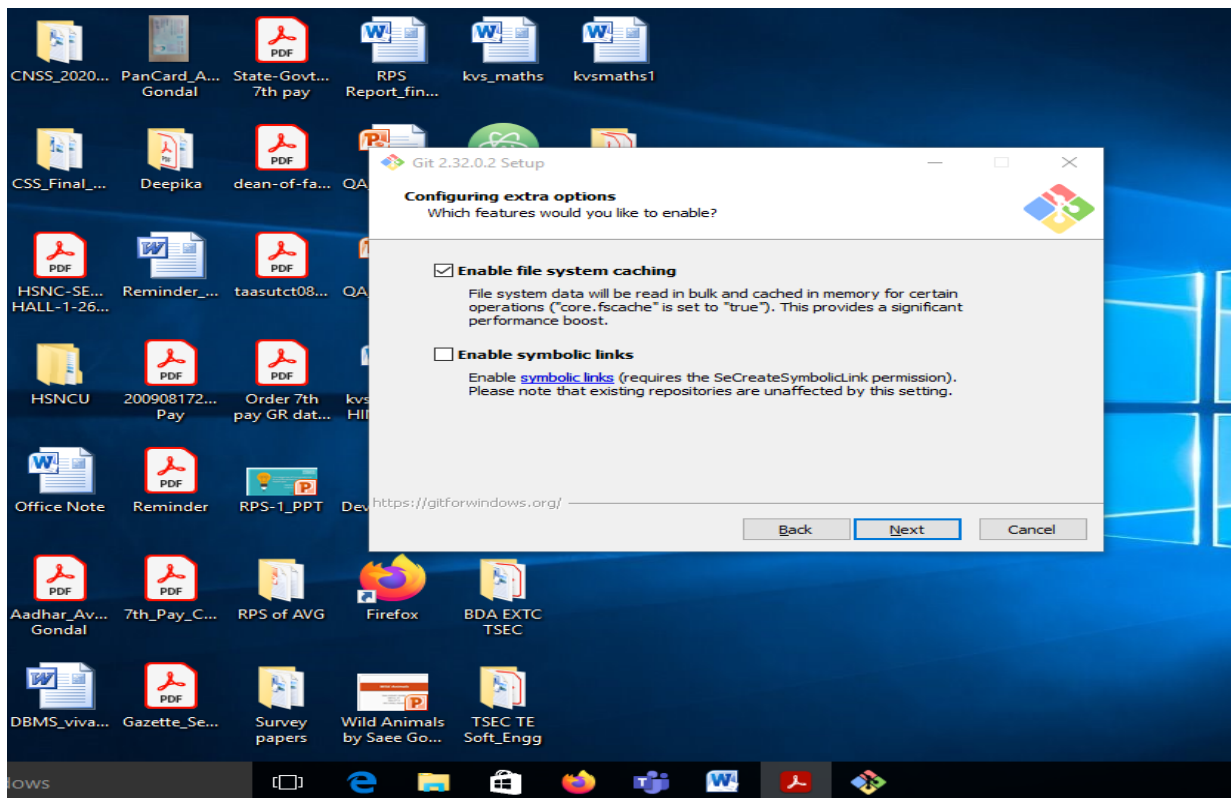 CNSS_2020... PanCard_A... State-Govt... RPS kvs_maths kvsmaths1
Gondal 7th pay Report_fin...
CSS_Final_... Deepika dean-of-fa... QA
HSNC-SE... Reminder_... taasutct08... QA
HALL-1-26...
HSNCU 200908172... Order 7th kvs
Pay pay GR dat... HII
Office Note Reminder RPS-1_PPT Dev
Aadhar_Av... 7th_Pay_C... RPS of AVG Firefox BDA EXTC
Gondal TSEC
DBMS_viva... Gazette_Se... Survey Wild Animals TSEC TE
papers by Saee Go... Soft_Engg
Git 2.32.0.2 Setup
Configuring extra options
Which features would you like to enable?
Enable file system caching
File system data will be read in bulk and cached in memory for certain
operations ("core.fscache" is set to "true"). This provides a significant
performance boost.
Enable symbolic links
Enable symbolic links (requires the SeCreateSymbolicLink permission).
Please note that existing repositories are unaffected by this setting.
https://gitforwindows.org/
Back Next Cancel
dows